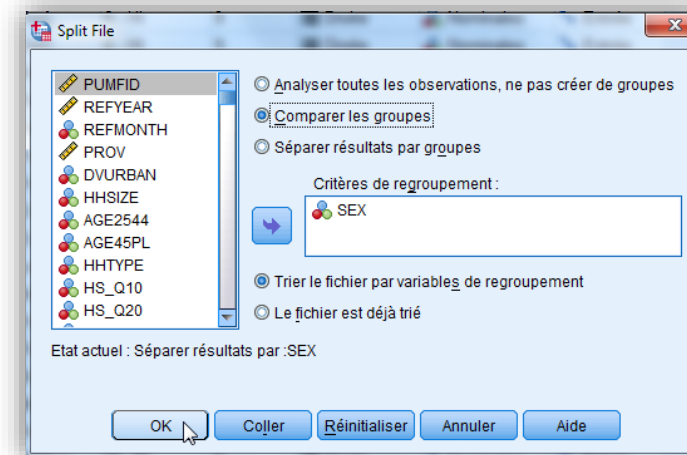 Split File
PUMFID
REFYEAR
REFMONTH
PROV
DVURBAN
HHSIZE
AGE2544
AGE45PL
HHTYPE
HS_Q10
HS_Q20
Analyser toutes les observations, ne pas créer de groupes
Comparer les groupes
Séparer résultats par groupes
Critères de regroupement :
SEX
Trier le fichier par variables de regroupement
Le fichier est déjà trié
Etat actuel : Séparer résultats par :SEX
OK
Coller
Réinitialiser
Annuler
Aide